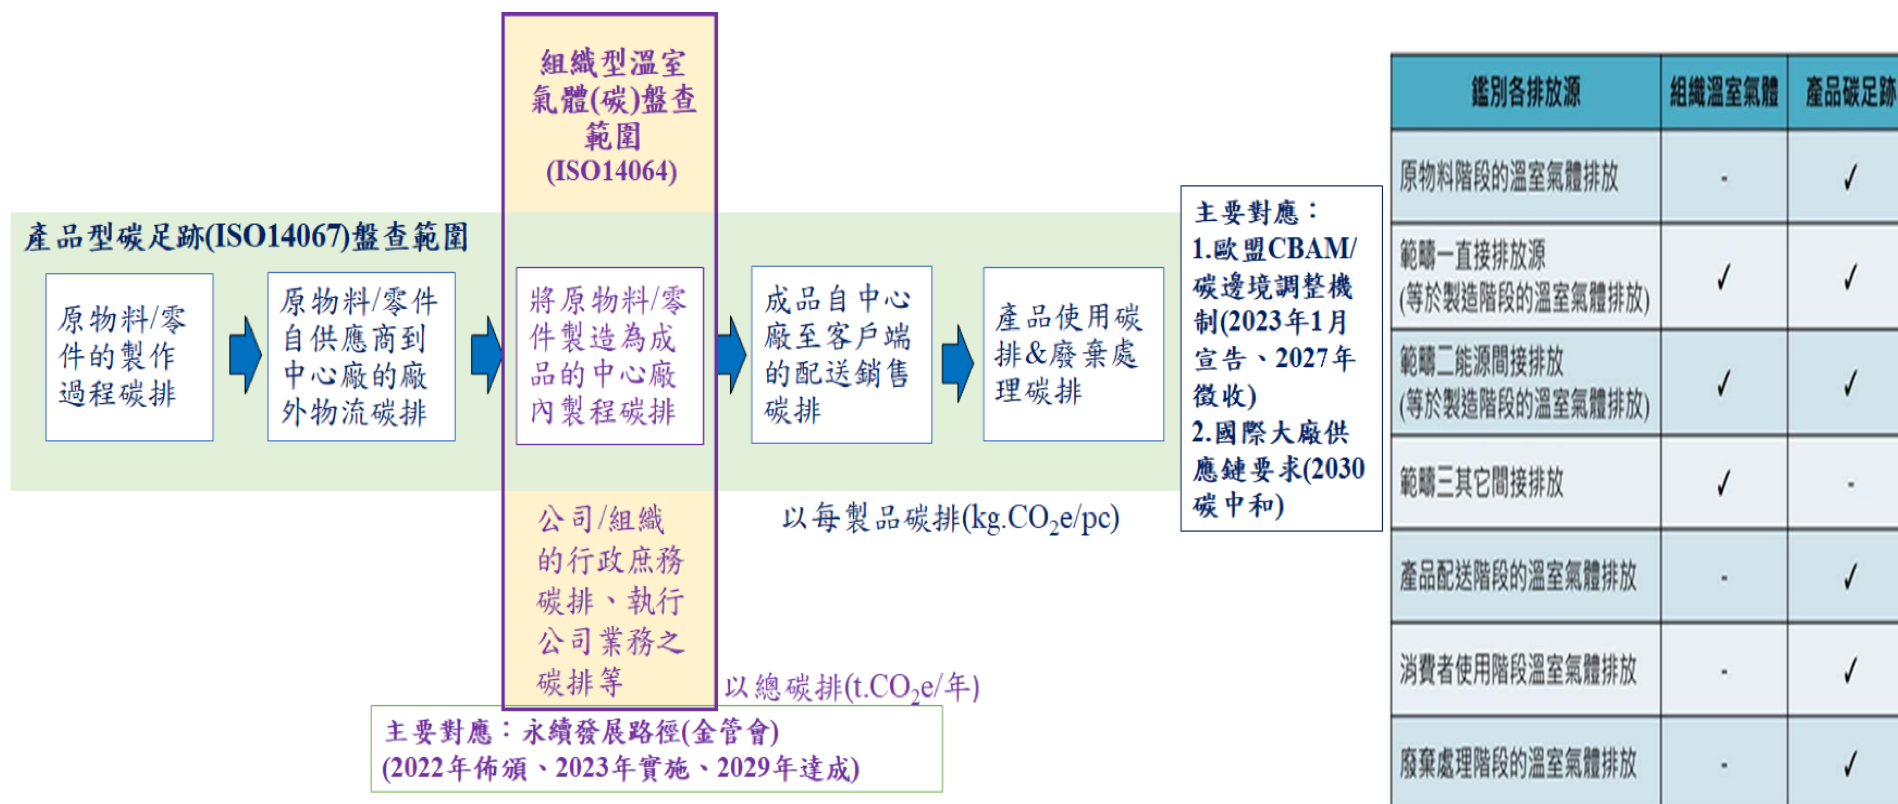 組織型溫室
氣體(碳)盤查
範圍
(ISO14064)
產品型碳足跡(ISO14067)盤查範圍
原物料/零
件的製作
過程碳排
原物料/零件
自供應商到
中心廠的廠
外物流碳排
將原物料/零
件製造為成
品的中心廠
內製程碳排
成品自中心
廠至客戶端
的配送銷售
碳排
產品使用碳
排&廢棄處
理碳排
公司/組織
的行政庶務
碳排、執行
公司業務之
碳排等
以每製品碳排(kg.CO₂e/pc)
以總碳排(t.CO₂e/年)
主要對應：永續發展路徑(金管會)
(2022年佈頒、2023年實施、2029年達成)
主要對應：
1.歐盟CBAM/
碳邊境調整機
制(2023年1月
宣告、2027年
徵收)
2.國際大廠供
應鏈要求(2030
碳中和)
鑑別各排放源 組織溫室氣體 產品碳足跡
原物料階段的溫室氣體排放 - ✓
範疇一直接排放源
(等於製造階段的溫室氣體排放) ✓ ✓
範疇二能源間接排放
(等於製造階段的溫室氣體排放) ✓ ✓
範疇三其它間接排放 ✓ -
產品配送階段的溫室氣體排放 - ✓
消費者使用階段溫室氣體排放 - ✓
廢棄處理階段的溫室氣體排放 - ✓